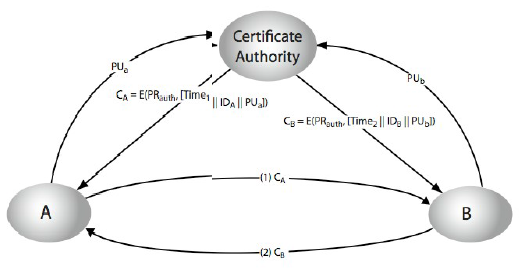 Certificate
Authority
PUa
PUb
CA = E(PRauth, [Time1 || IDA || PUa])
CB = E(PRauth, [Time2 || IDB || PUb])
(1) CA
A
B
(2) CB